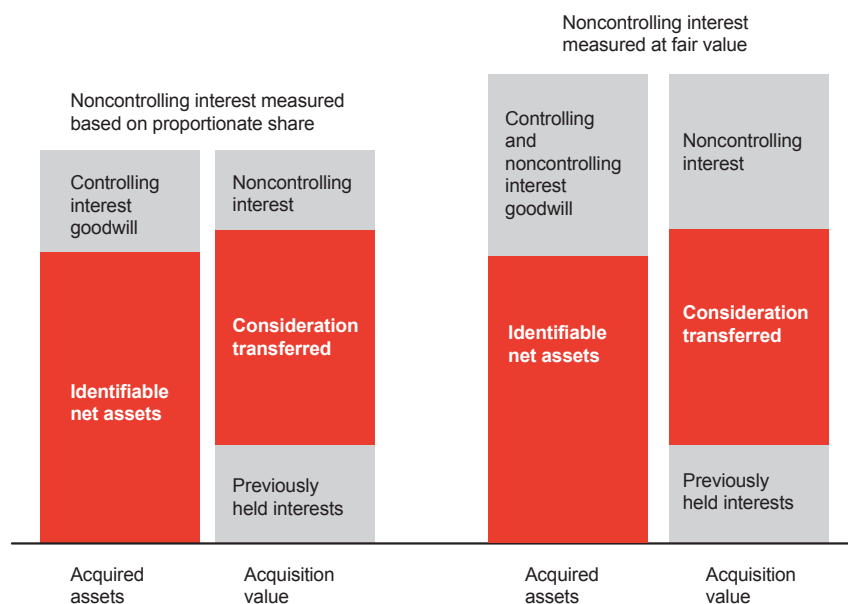 Noncontrolling interest measured
based on proportionate share
Controlling
interest
goodwill
Identifiable
net assets
Noncontrolling
interest
Consideration
transferred
Previously
held interests
Acquired
assets
Acquisition
value
Noncontrolling interest
measured at fair value
Controlling
and
noncontrolling
interest
goodwill
Identifiable
net assets
Noncontrolling
interest
Consideration
transferred
Previously
held interests
Acquired
assets
Acquisition
value